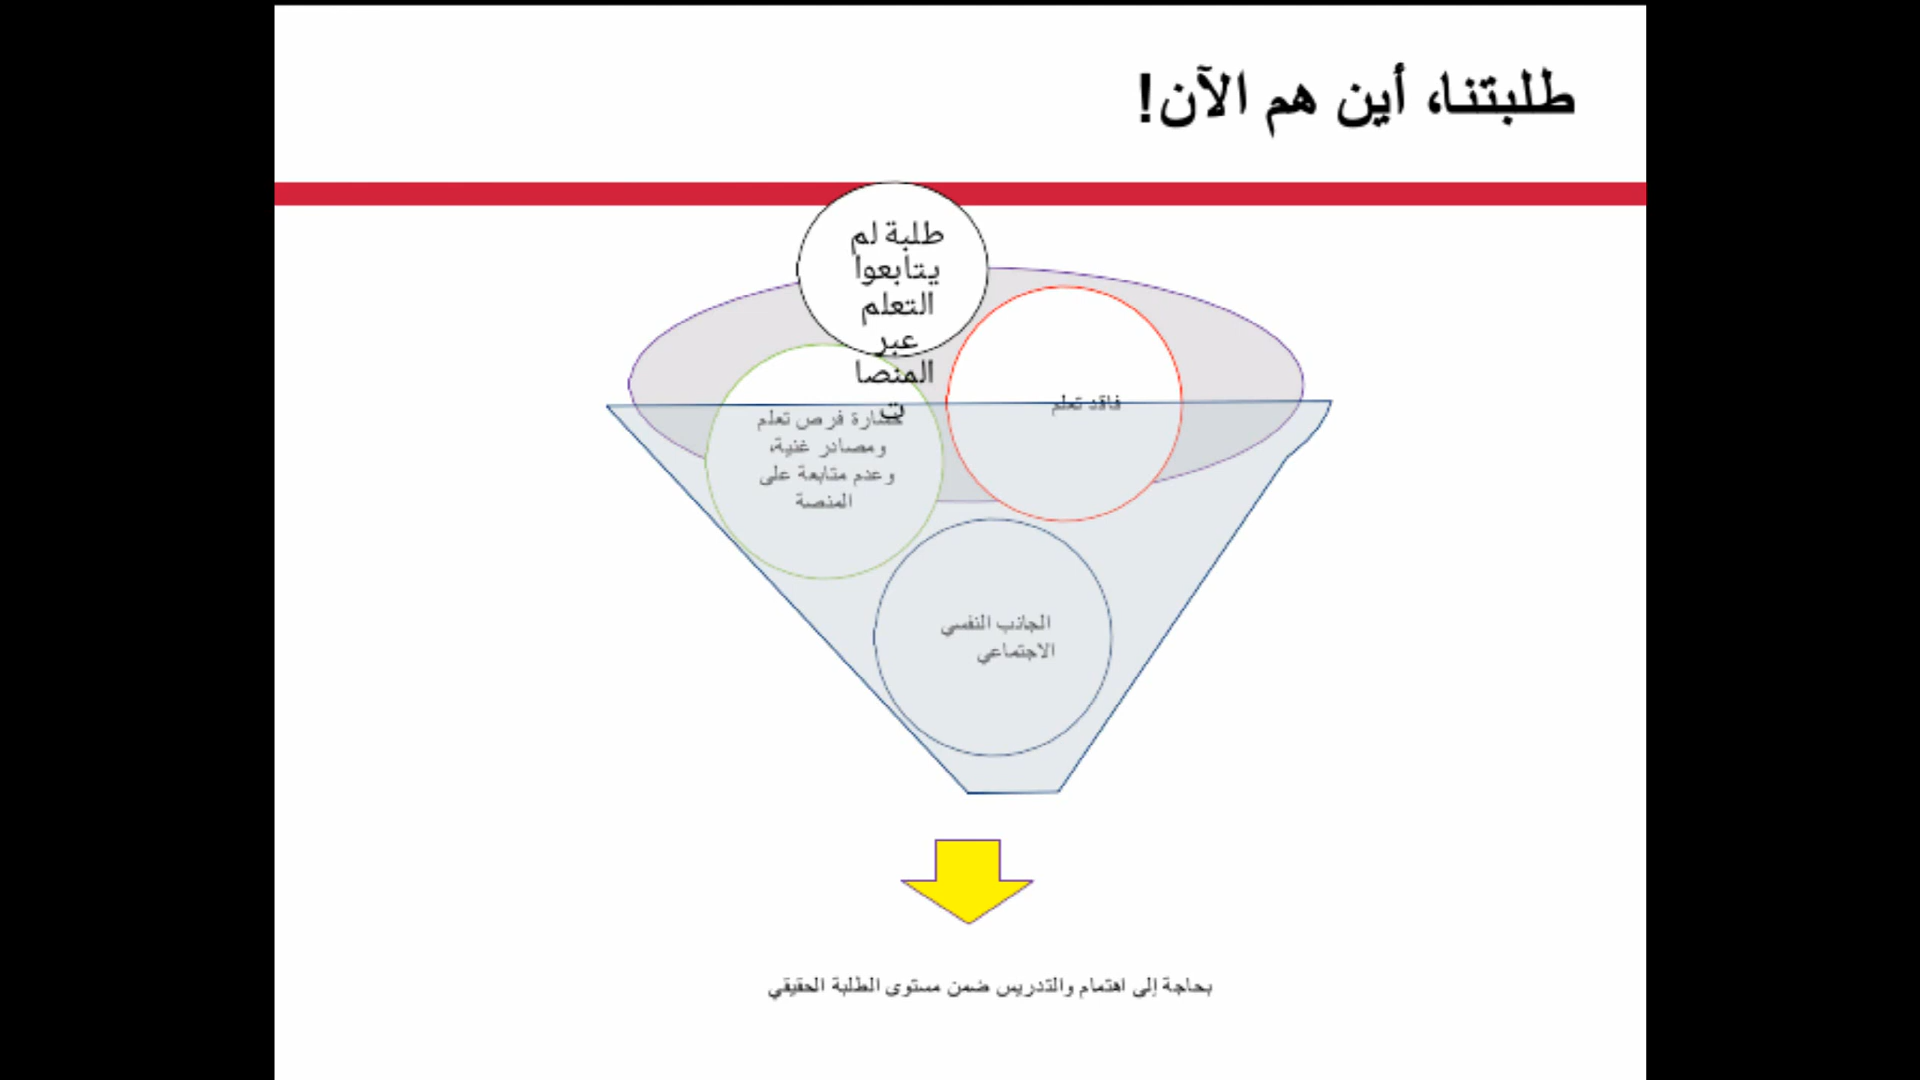 طلبتنا، أين هم الآن!
طلبة لم
يتابعوا
التعلم
عبر
المنصا
ت
فاقد تعلم
خسارة فرص تعلم
ومصادر غنية،
وعدم متابعة على
المنصة
الجانب النفسي
الاجتماعي
بحاجة إلى اهتمام والتدريس ضمن مستوى الطلبة الحقيقي